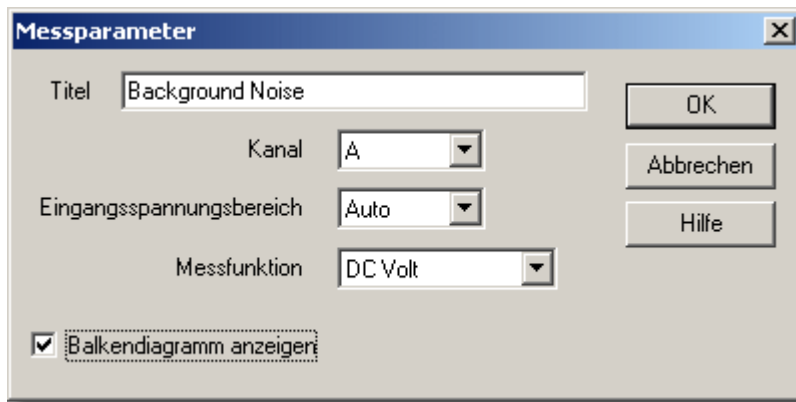 Messparameter
Titel Background Noise
OK
Kanal A
Abbrechen
Eingangsspannungsbereich Auto
Hilfe
Messfunktion DC Volt
Balkendiagramm anzeigen